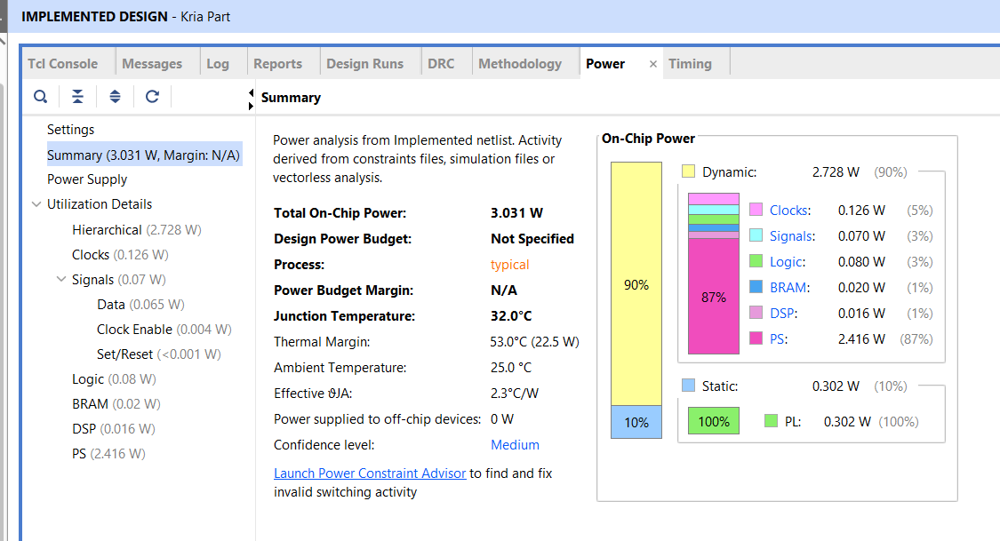 IMPLEMENTED DESIGN - Kria Part
Tcl Console Messages Log Reports Design Runs DRC Methodology Power × Timing
Summary
Settings
Summary (3.031 W, Margin: N/A)
Power Supply
Utilization Details
Hierarchical (2.728 W)
Clocks (0.126 W)
Signals (0.07 W)
Data (0.065 W)
Clock Enable (0.004 W)
Set/Reset (<0.001 W)
Logic (0.08 W)
BRAM (0.02 W)
DSP (0.016 W)
PS (2.416 W)
Power analysis from Implemented netlist. Activity
derived from constraints files, simulation files or
vectorless analysis.
Total On-Chip Power: 3.031 W
Design Power Budget: Not Specified
Process: typical
Power Budget Margin: N/A
Junction Temperature: 32.0°C
Thermal Margin: 53.0°C (22.5 W)
Ambient Temperature: 25.0 °C
Effective ϑJA: 2.3°C/W
Power supplied to off-chip devices: 0 W
Confidence level: Medium
Launch Power Constraint Advisor to find and fix
invalid switching activity
On-Chip Power
90%
10%
Dynamic: 2.728 W (90%)
87%
Clocks: 0.126 W (5%)
Signals: 0.070 W (3%)
Logic: 0.080 W (3%)
BRAM: 0.020 W (1%)
DSP: 0.016 W (1%)
PS: 2.416 W (87%)
Static: 0.302 W (10%)
100%
PL: 0.302 W (100%)